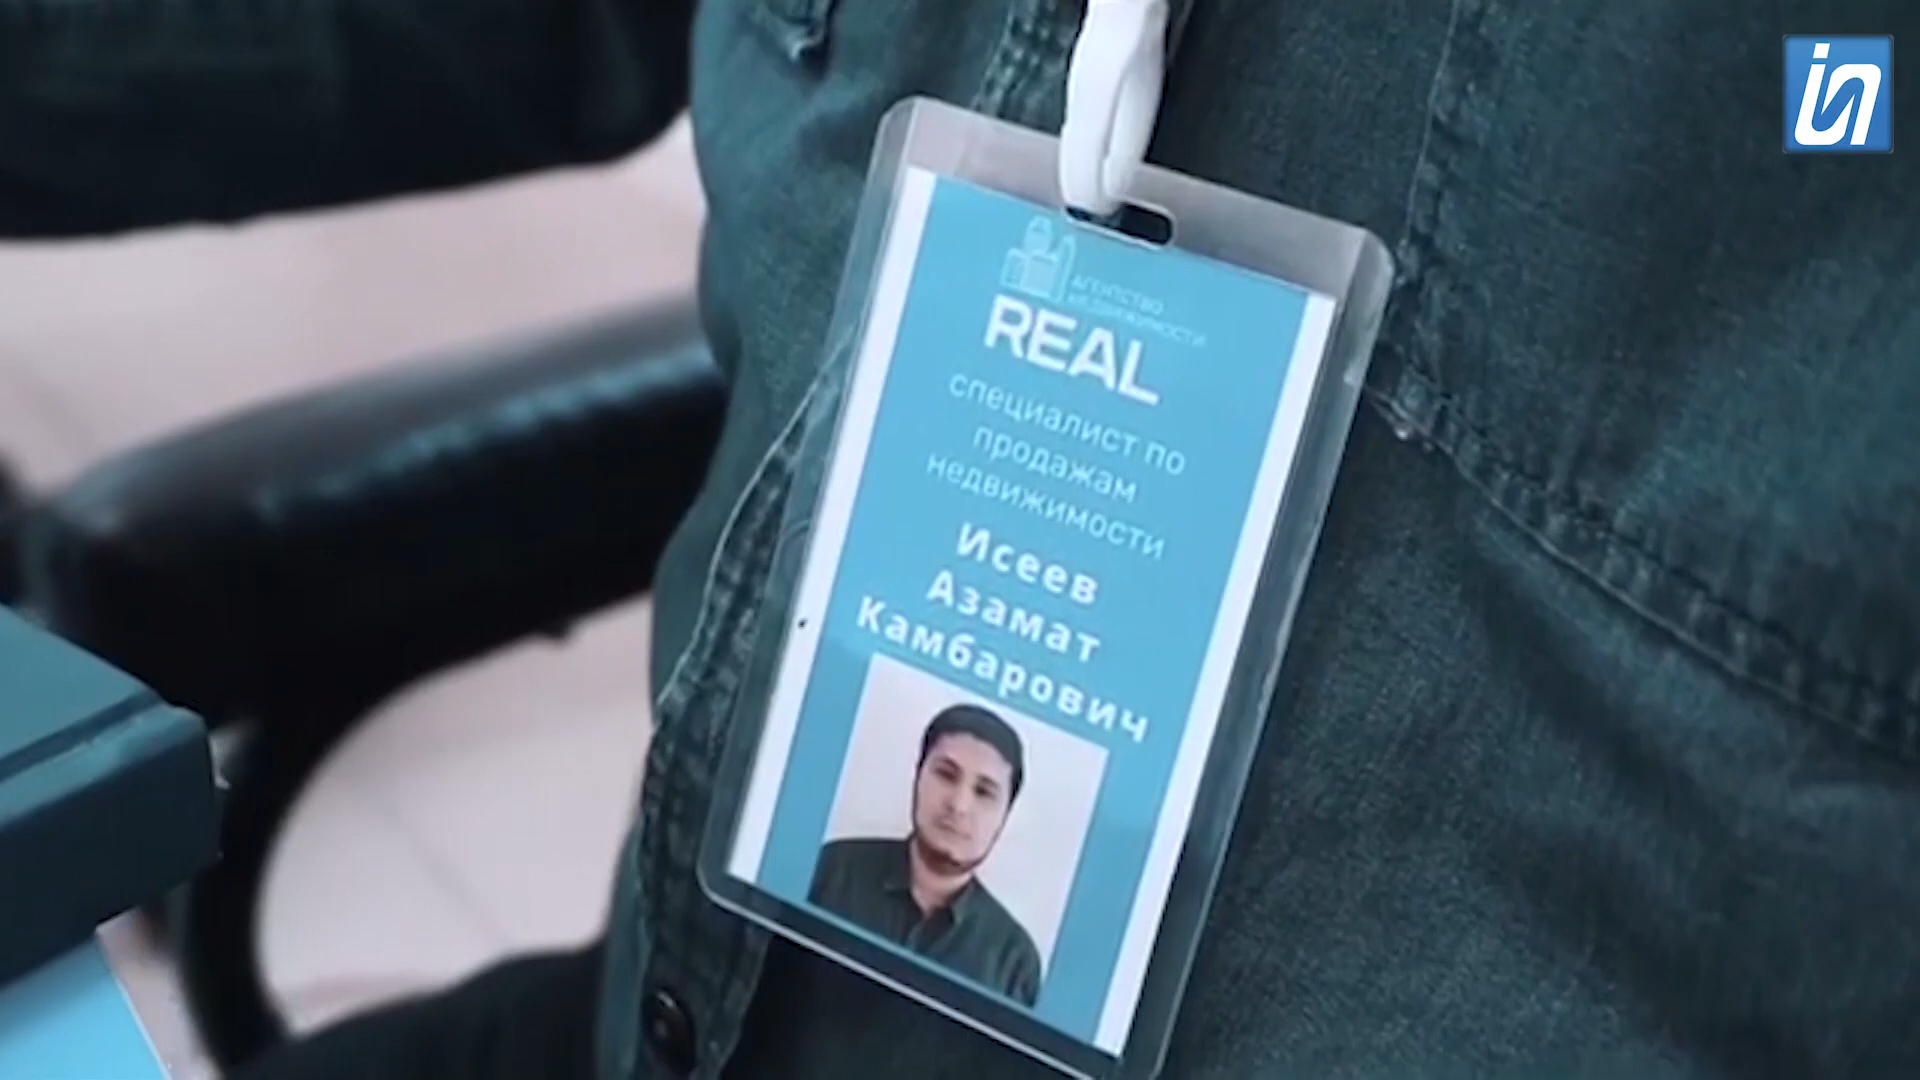 АГЕНТСТВО
НЕДВИЖИМОСТИ
REAL
специалист по
продажам
недвижимости
Исеев
Азамат
Камбарович